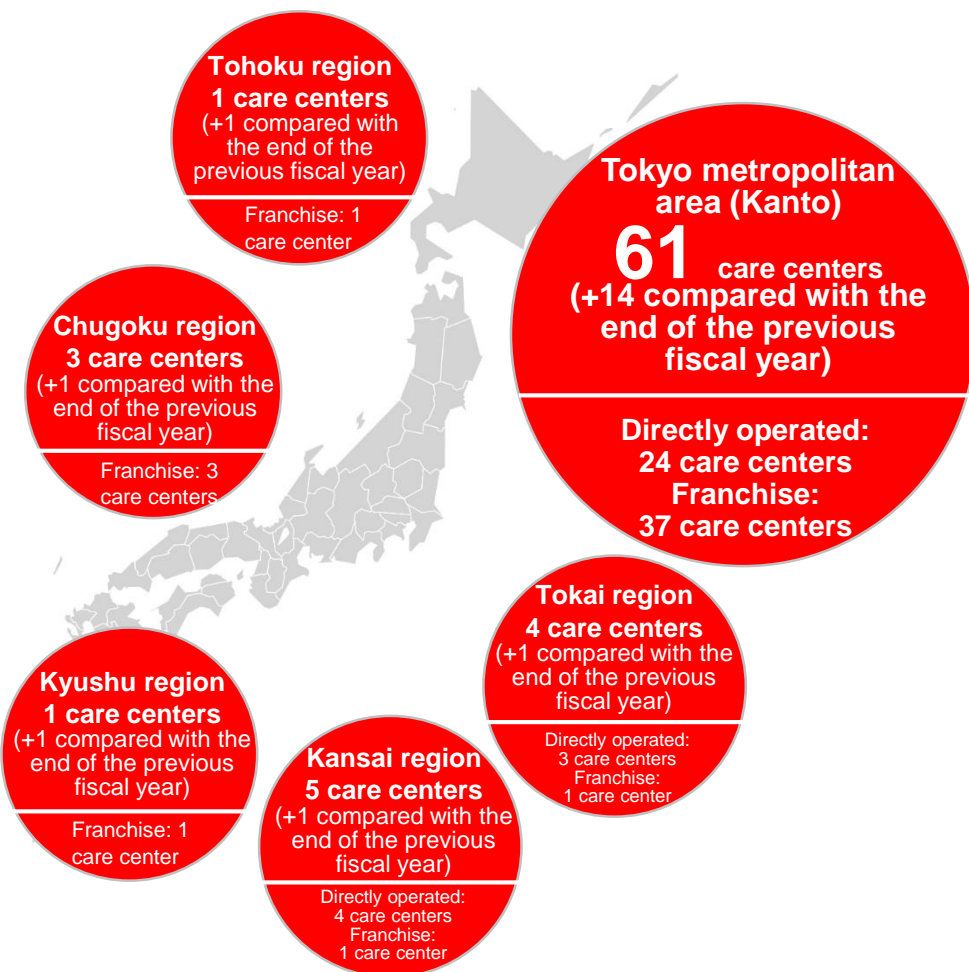 Tohoku region
1 care centers
(+1 compared with
the end of the
previous fiscal year)
Franchise: 1
care center
Tokyo metropolitan
area (Kanto)
61 care centers
(+14 compared with the
end of the previous
fiscal year)
Directly operated:
24 care centers
Franchise:
37 care centers
Chugoku region
3 care centers
(+1 compared with the
end of the previous
fiscal year)
Franchise: 3
care centers
Tokai region
4 care centers
(+1 compared with the
end of the previous
fiscal year)
Directly operated:
3 care centers
Franchise:
1 care center
Kyushu region
1 care centers
(+1 compared with the
end of the previous
fiscal year)
Franchise: 1
care center
Kansai region
5 care centers
(+1 compared with the
end of the previous
fiscal year)
Directly operated:
4 care centers
Franchise:
1 care center